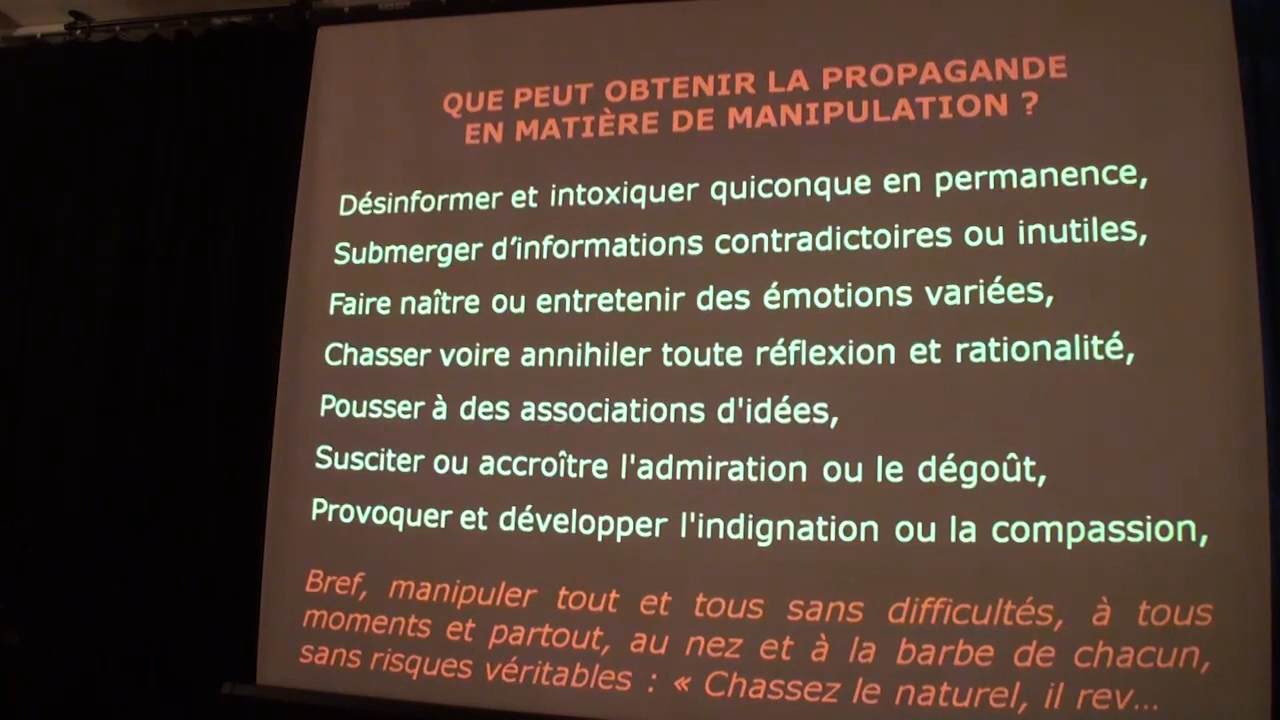 QUE PEUT OBTENIR LA PROPAGANDE
EN MATIÈRE DE MANIPULATION ?
Désinformer et intoxiquer quiconque en permanence,
Submerger d’informations contradictoires ou inutiles,
Faire naître ou entretenir des émotions variées,
Chasser voire annihiler toute réflexion et rationalité,
Pousser à des associations d'idées,
Susciter ou accroître l'admiration ou le dégoût,
Provoquer et développer l'indignation ou la compassion,
Bref, manipuler tout et tous sans difficultés, à tous
moments et partout, au nez et à la barbe de chacun,
sans risques véritables : « Chassez le naturel, il rev...